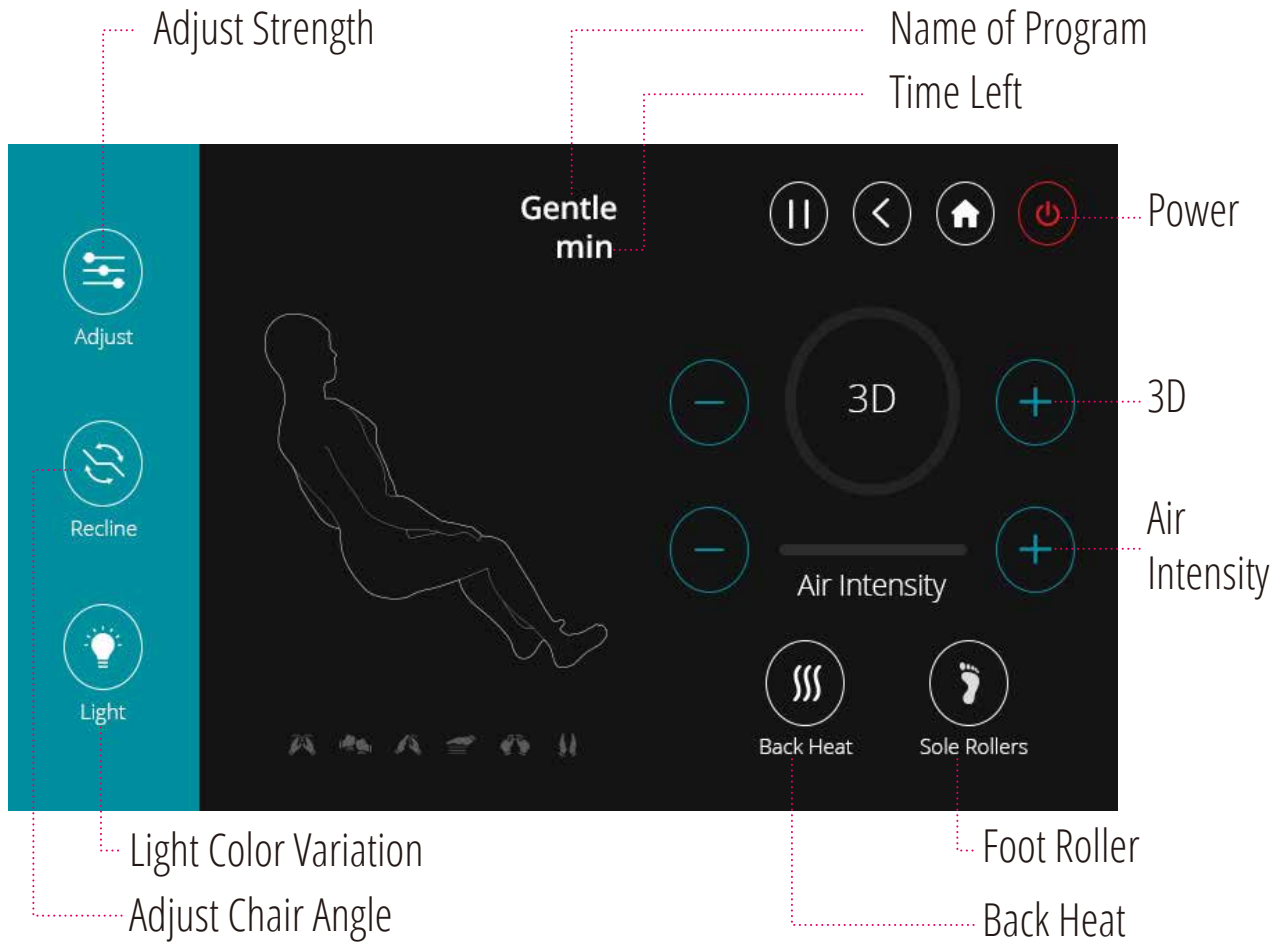 Adjust Strength
Name of Program
Time Left
Gentle
min
Power
Adjust
3D
3D
Recline
Air
Intensity
Air Intensity
Light
Back Heat
Sole Rollers
Light Color Variation
Foot Roller
Adjust Chair Angle
Back Heat